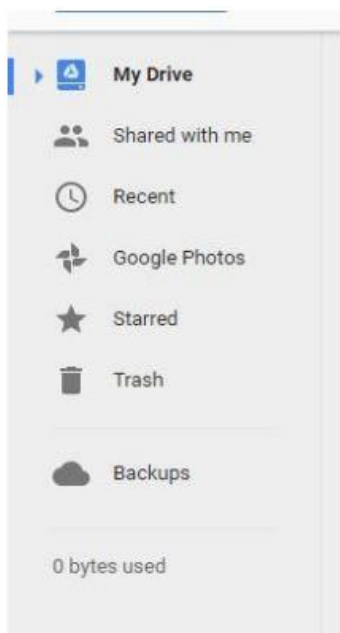 My Drive
Shared with me
Recent
Google Photos
Starred
Trash
Backups
0 bytes used